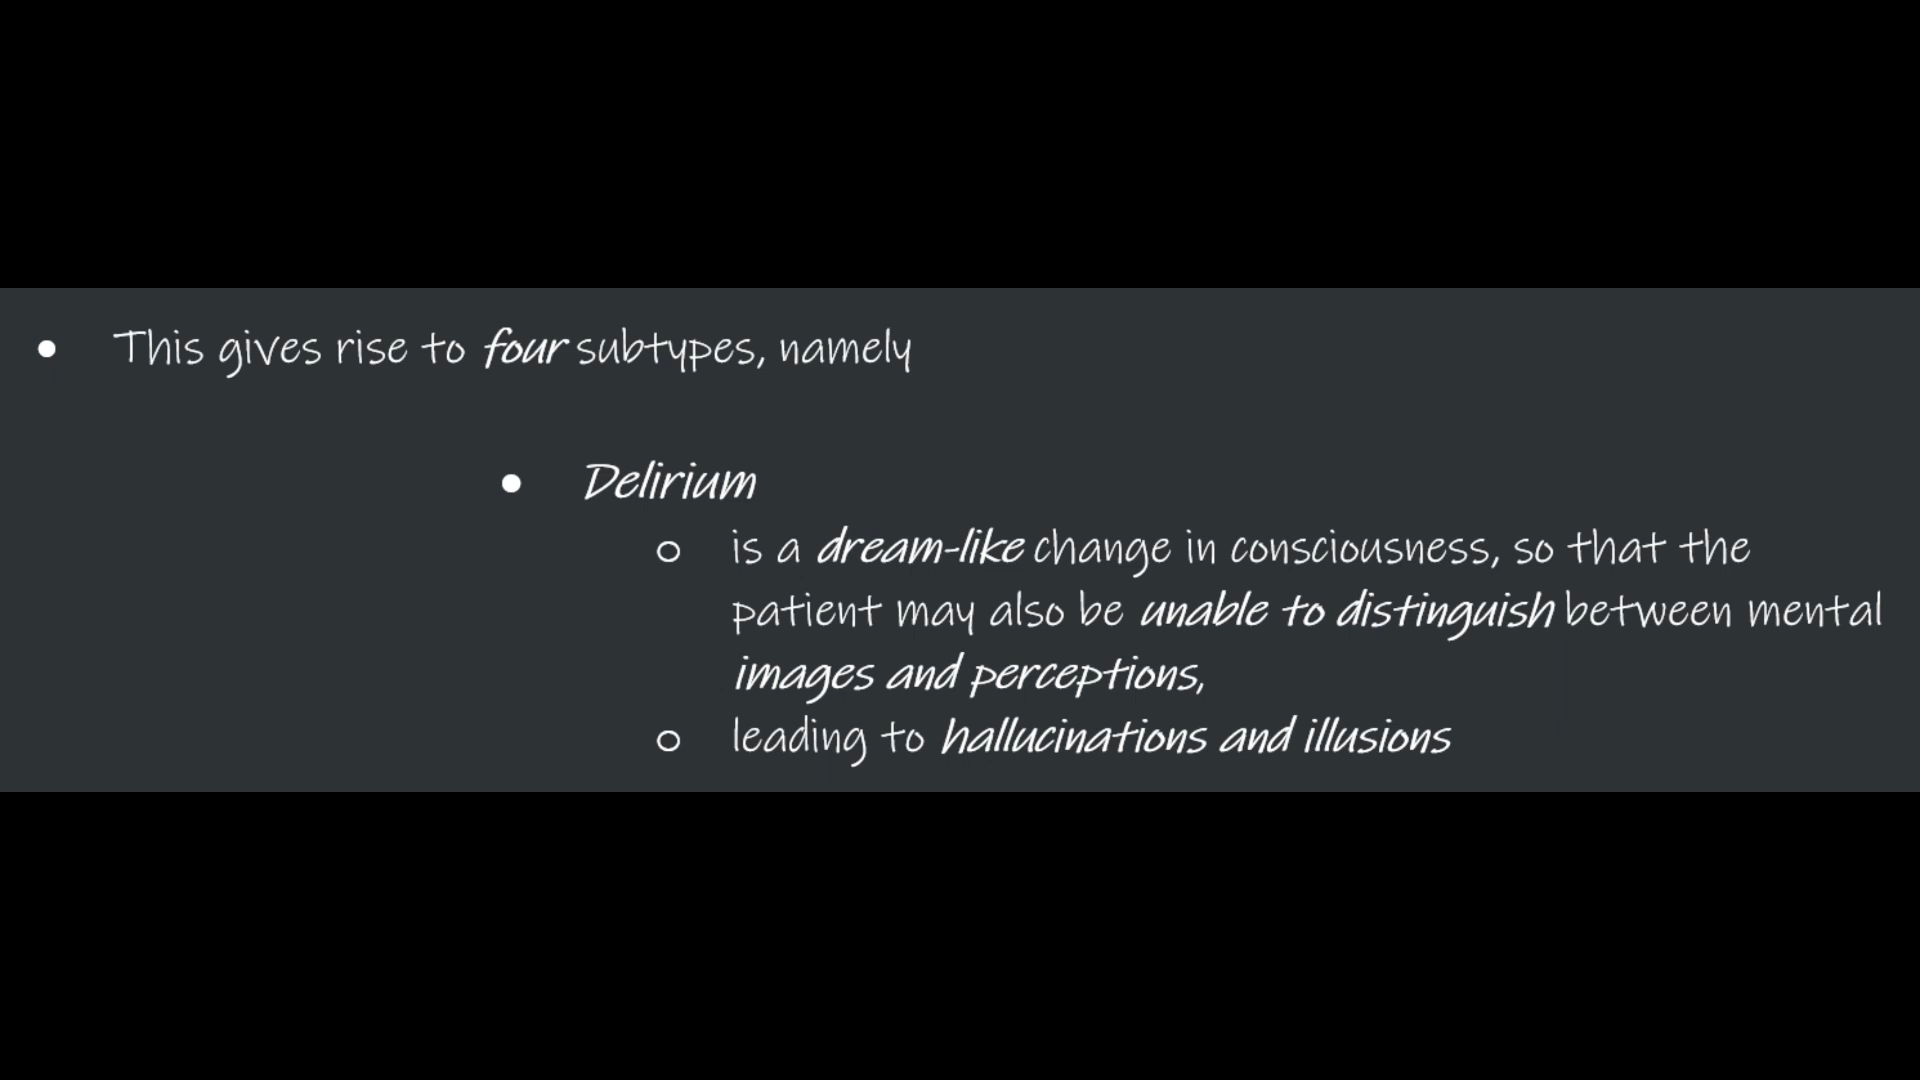 • This gives rise to four subtypes, namely
• Delirium
○ is a dream-like change in consciousness, so that the
patient may also be unable to distinguish between mental
images and perceptions,
○ leading to hallucinations and illusions